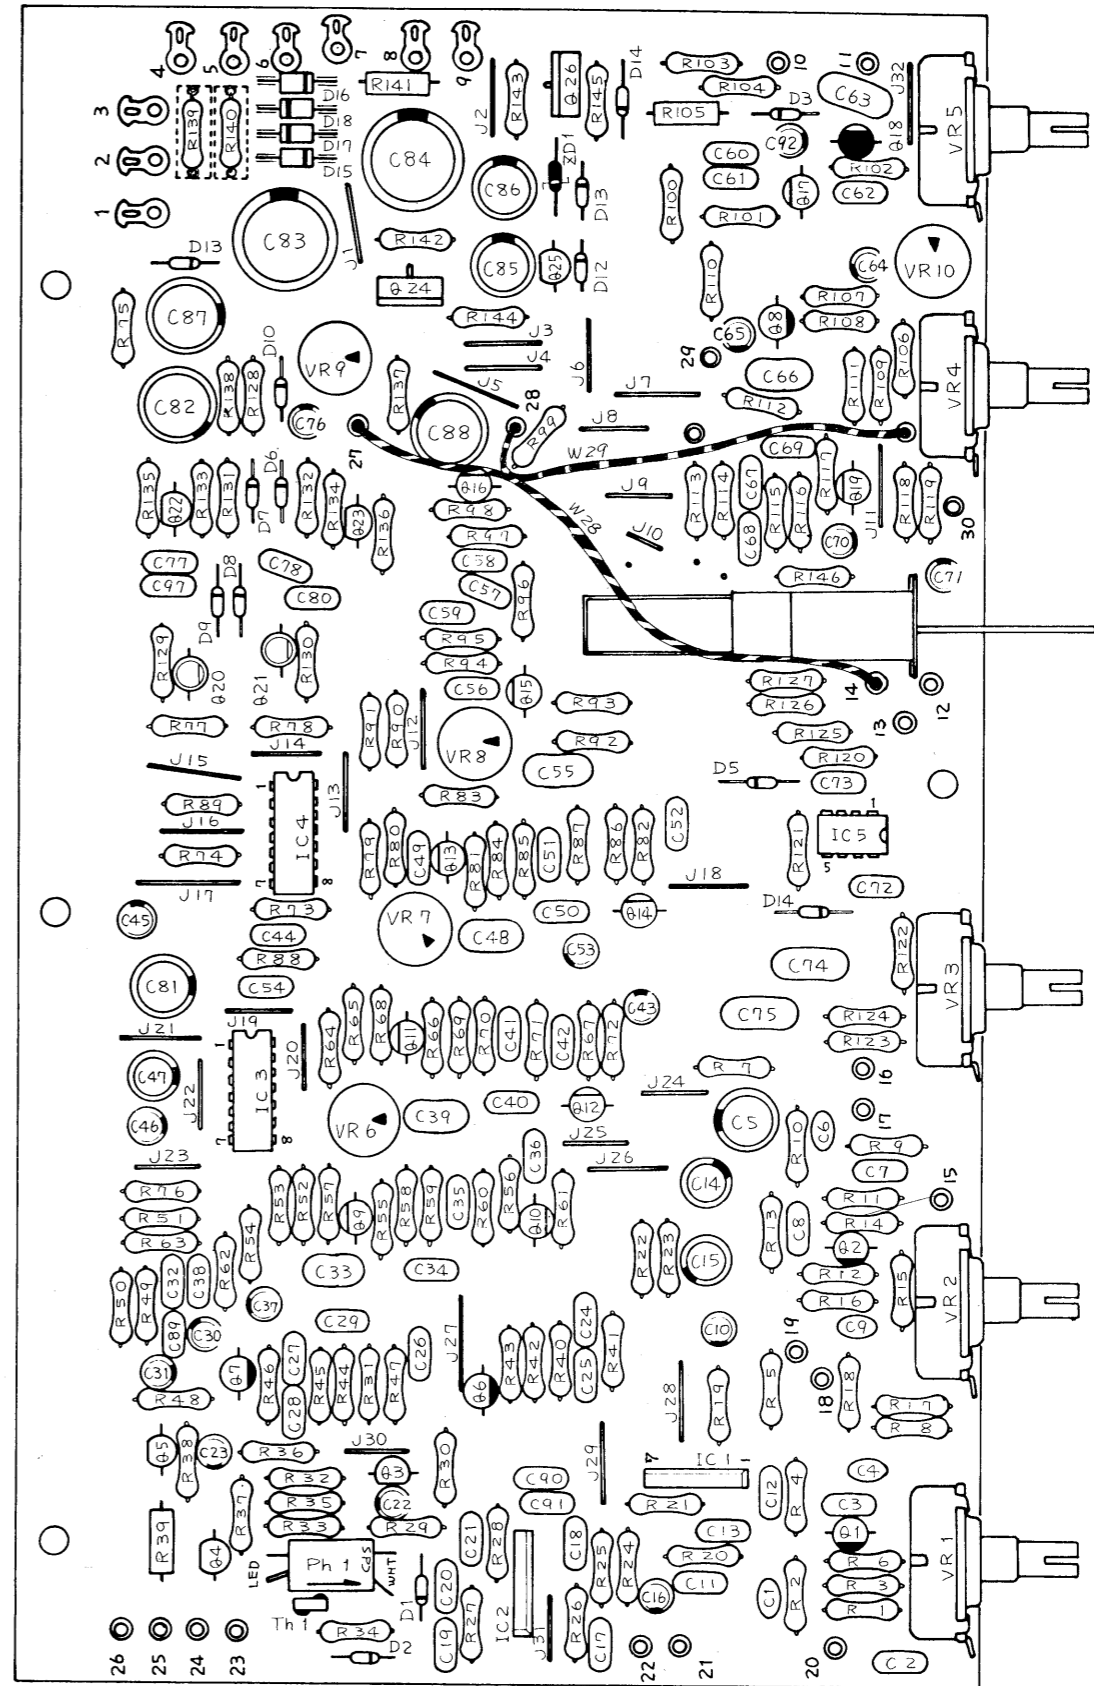 4
5
6
7
8
9
3
2
1
R139
R140
D16
D18
D17
D15
R141
C84
C83
J1
R142
Q24
J2
R143
Q26
R145
D14
C86
ZD1
D13
C85
Q25
D12
R144
J3
J4
R103
10
11
R104
C63
J32
R105
D3
C92
Q18
VR5
C60
C61
R102
C62
Q17
R100
R101
R110
C64
VR10
R107
R108
C65
Q8
29
C66
R112
R111
R109
R106
VR4
D13
R75
C87
D10
VR9
C82
R138
R128
C76
27
R137
C88
J5
28
R99
J6
J7
J8
W29
C69
R117
R135
Q22
R133
R131
D7
D6
R132
R134
Q23
R136
Q16
R98
R97
C58
C57
R96
W28
J9
J10
R113
R114
C67
C68
R115
R116
Q19
C70
J11
R118
R119
30
C71
R146
C77
C97
D9
D8
C78
C80
C59
R95
R94
C56
Q15
R93
R92
R129
Q20
Q21
R130
R77
R78
J14
J15
R89
J16
R74
J17
1
IC4
7
8
J13
R91
R90
J12
VR8
C55
R83
R127
R126
14
13
12
R125
R120
C73
D5
1
IC5
5
R121
C72
D14
C45
R73
C44
R88
C54
R79
R80
C49
Q13
R81
R84
R85
C51
R87
R86
R82
C52
J18
VR7
C48
C50
Q14
C53
C74
R122
VR3
C81
J21
J19
C47
J22
C46
1
IC3
7
8
J20
R64
R65
R68
Q11
R66
R69
R70
C41
R71
C42
R67
R72
C43
C75
R124
R123
16
17
VR6
C39
C40
Q12
J24
R7
C5
R10
C6
R9
C7
15
J23
R76
R51
R63
R53
R52
R57
Q9
R55
R58
R59
C35
R60
R56
C36
Q10
R61
J25
J26
C14
C15
R13
C8
R11
R14
Q2
R12
R16
C9
R15
VR2
R50
R49
C32
C38
R62
R54
C37
C33
C34
R22
R23
C89
C30
C31
C29
Q7
R46
C27
C28
R45
R44
R31
R47
C26
J27
Q6
R43
R42
R40
C24
C25
R41
C10
19
18
R5
R18
R17
R8
J28
R19
R48
Q5
R38
C23
R36
J30
R32
R35
R33
Q3
C22
R29
R30
C90
C91
J29
7
IC1
1
R21
C12
R4
C4
C3
Q1
R6
R3
R1
VR1
R39
Q4
R37
LED
Ph1
CdS
WHT
Th1
R34
D1
D2
C21
R28
C20
C19
R27
IC2
J31
C18
R26
C17
R25
R24
C16
C13
R20
C11
C1
R2
C2
26
25
24
23
22
21
20